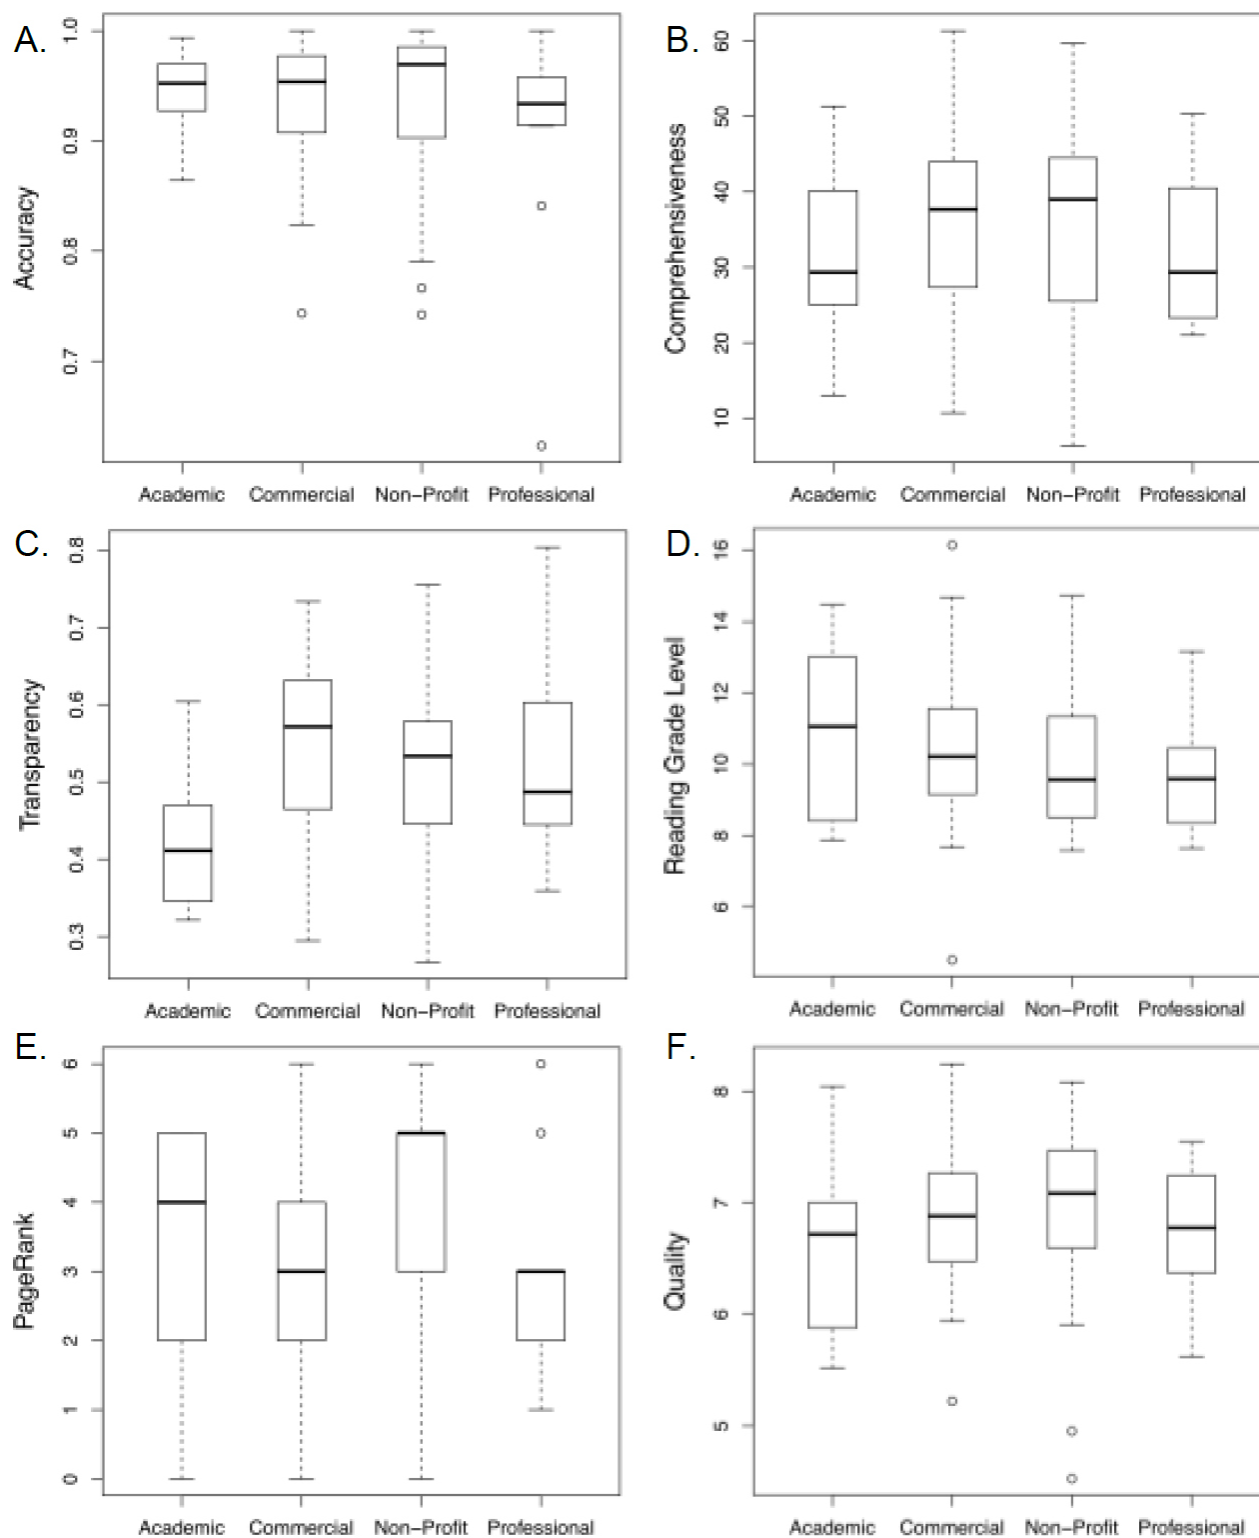 A.
Accuracy
1.0
0.9
0.8
0.7
Academic Commercial Non-Profit Professional
B.
Comprehensiveness
60
50
40
30
20
10
Academic Commercial Non-Profit Professional
C.
Transparency
0.8
0.7
0.6
0.5
0.4
0.3
Academic Commercial Non-Profit Professional
D.
Reading Grade Level
16
14
12
10
8
6
Academic Commercial Non-Profit Professional
E.
PageRank
6
5
4
3
2
1
0
Academic Commercial Non-Profit Professional
F.
Quality
8
7
6
5
Academic Commercial Non-Profit Professional